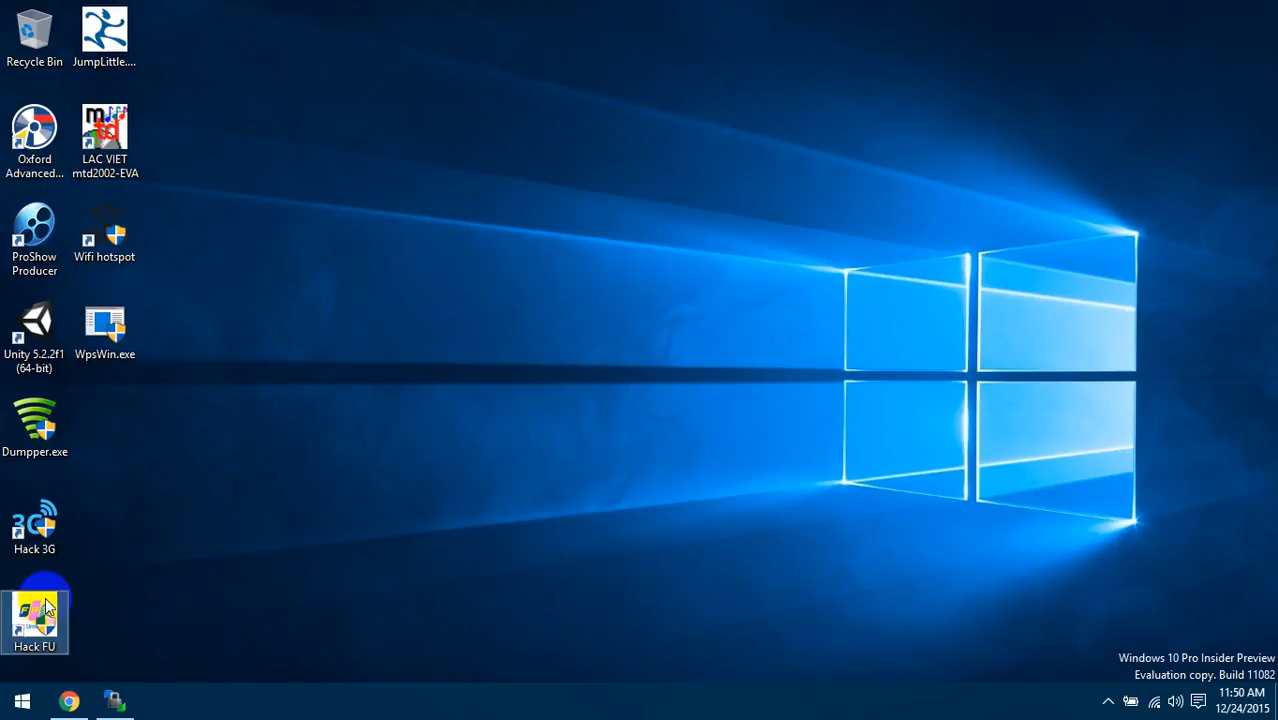 Recycle Bin
JumpLittle....
mtd
Oxford
Advanced...
LAC VIET
mtd2002-EVA
ProShow
Producer
Wifi hotspot
Unity 5.2.2f1
(64-bit)
WpsWin.exe
Dumpper.exe
3G
Hack 3G
Hack FU
Windows 10 Pro Insider Preview
Evaluation copy. Build 11082
11:50 AM
12/24/2015